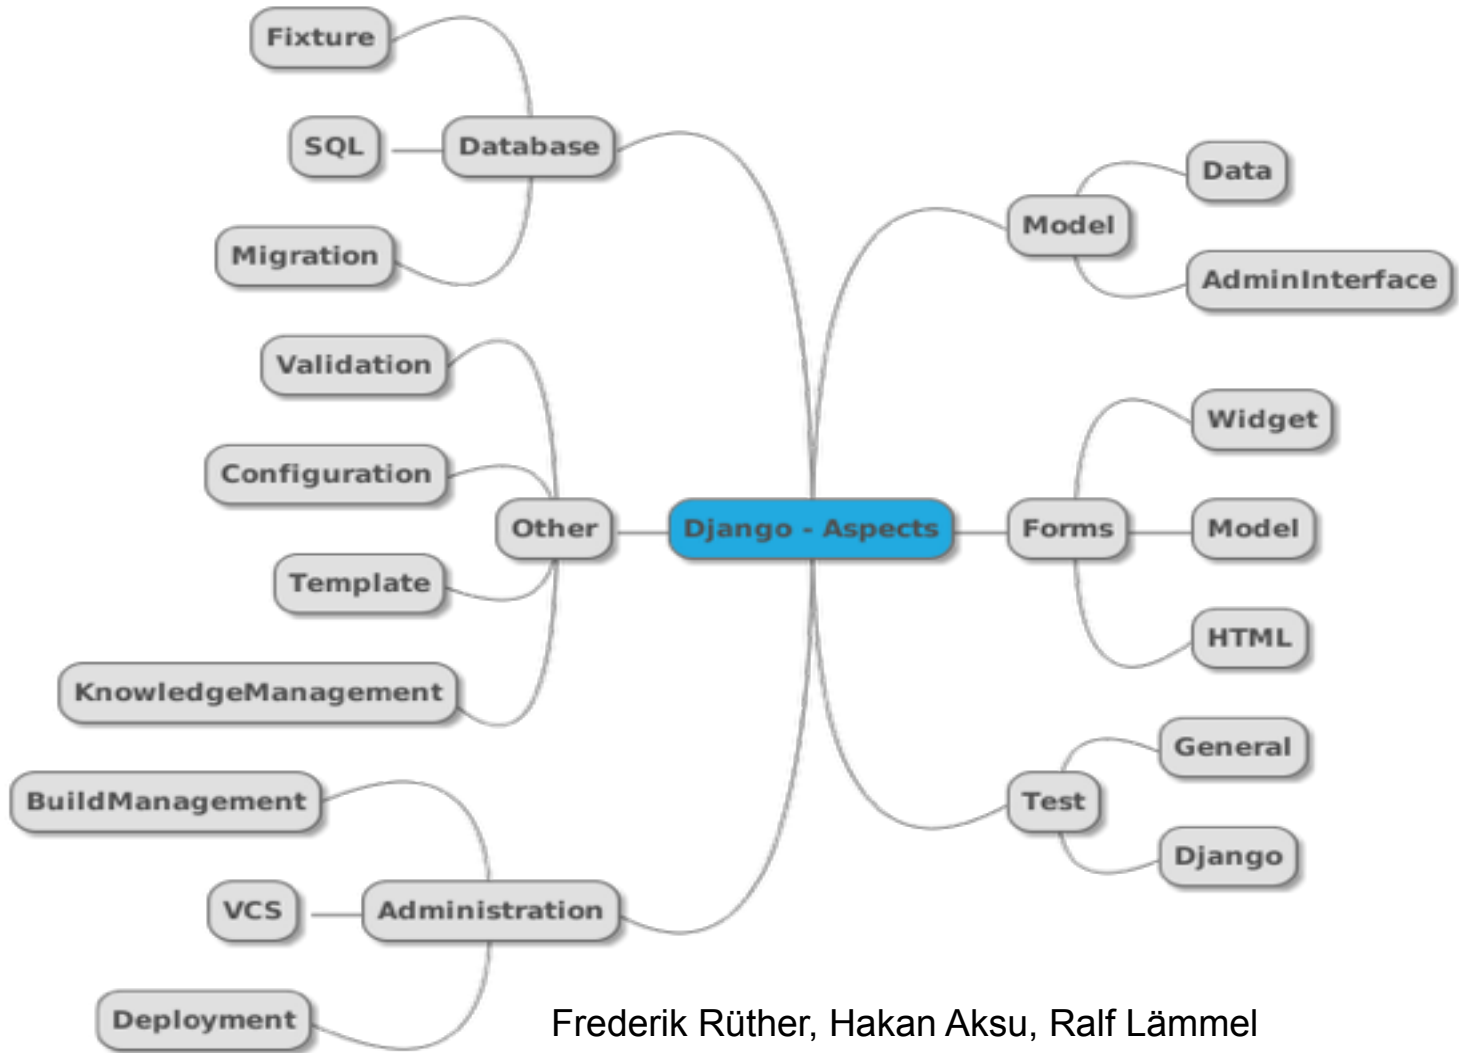 Fixture
SQL
Database
Migration
Validation
Configuration
Other
Template
KnowledgeManagement
BuildManagement
VCS
Administration
Deployment
Django - Aspects
Data
Model
AdminInterface
Widget
Forms
Model
HTML
General
Test
Django
Frederik Rüther, Hakan Aksu, Ralf Lämmel